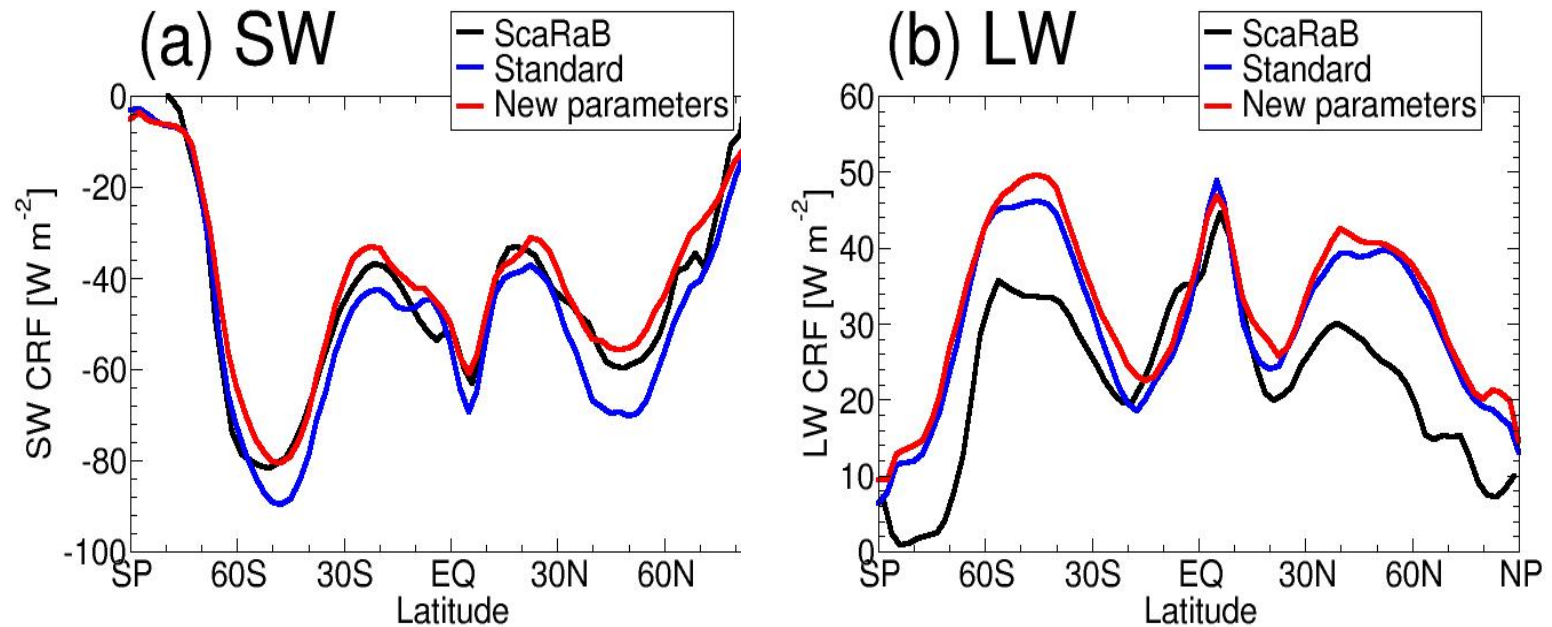 (a) SW
ScaRaB
Standard
New parameters
0
-20
-40
-60
-80
-100
SW CRF [W m-2]
SP 60S 30S EQ 30N 60N
Latitude
(b) LW
ScaRaB
Standard
New parameters
60
50
40
30
20
10
0
LW CRF [W m-2]
SP 60S 30S EQ 30N 60N NP
Latitude